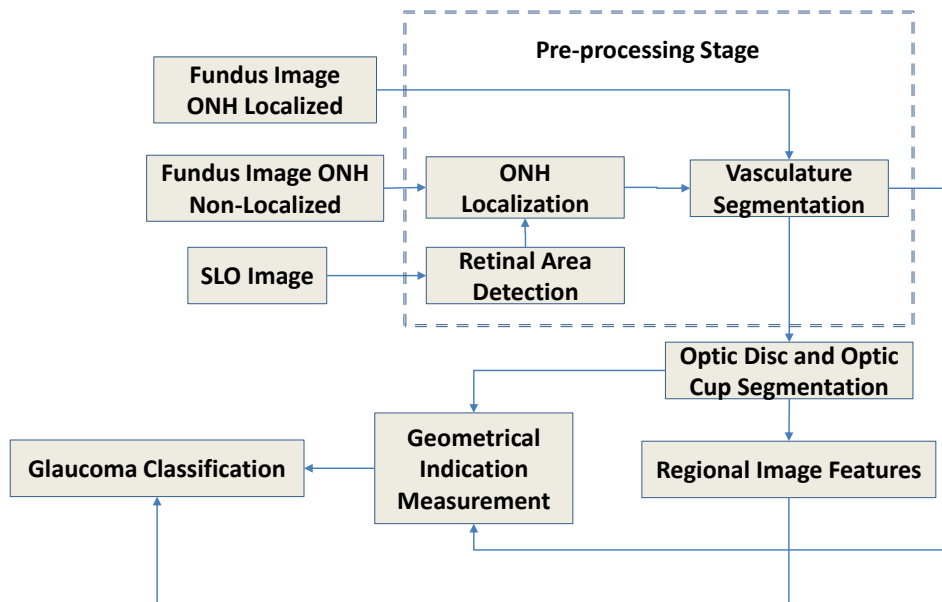 Pre-processing Stage
Fundus Image
ONH Localized
Fundus Image ONH
Non-Localized
ONH
Localization
Vasculature
Segmentation
SLO Image
Retinal Area
Detection
Optic Disc and Optic
Cup Segmentation
Geometrical
Indication
Measurement
Glaucoma Classification
Regional Image Features